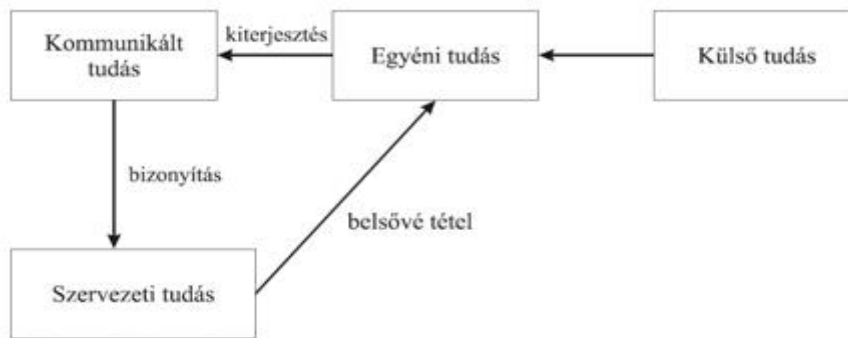 Kommunikált
tudás
kiterjesztés
Egyéni tudás
Külső tudás
bizonyítás
belsővé tétel
Szervezeti tudás